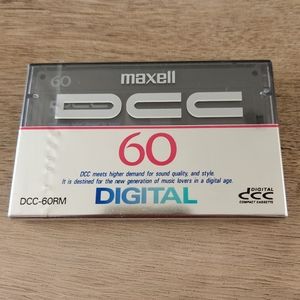 60
maxell
DCC
60
DCC meets higher demand for sound quality, and style.
It is destined for the new generation of music lovers in a digital age.
DCC-60RM
DIGITAL
DIGITAL
dcc
COMPACT CASSETTE